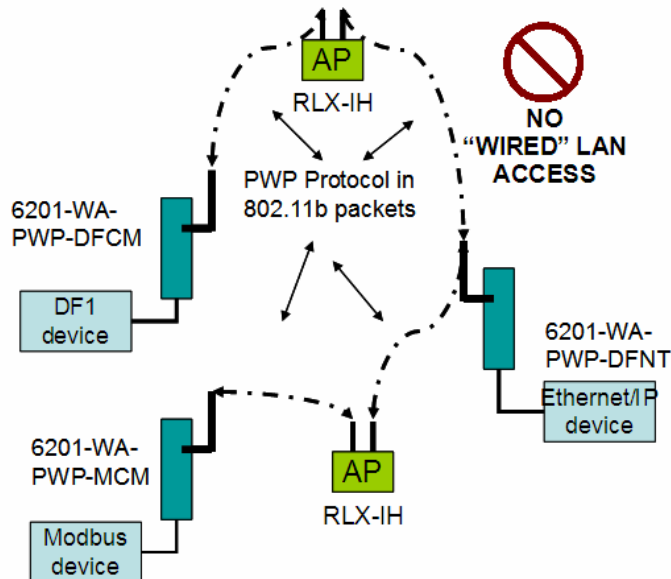 AP
RLX-IH
NO
“WIRED” LAN
ACCESS
PWP Protocol in
802.11b packets
6201-WA-
PWP-DFCM
DF1
device
6201-WA-
PWP-DFNT
Ethernet/IP
device
6201-WA-
PWP-MCM
AP
RLX-IH
Modbus
device